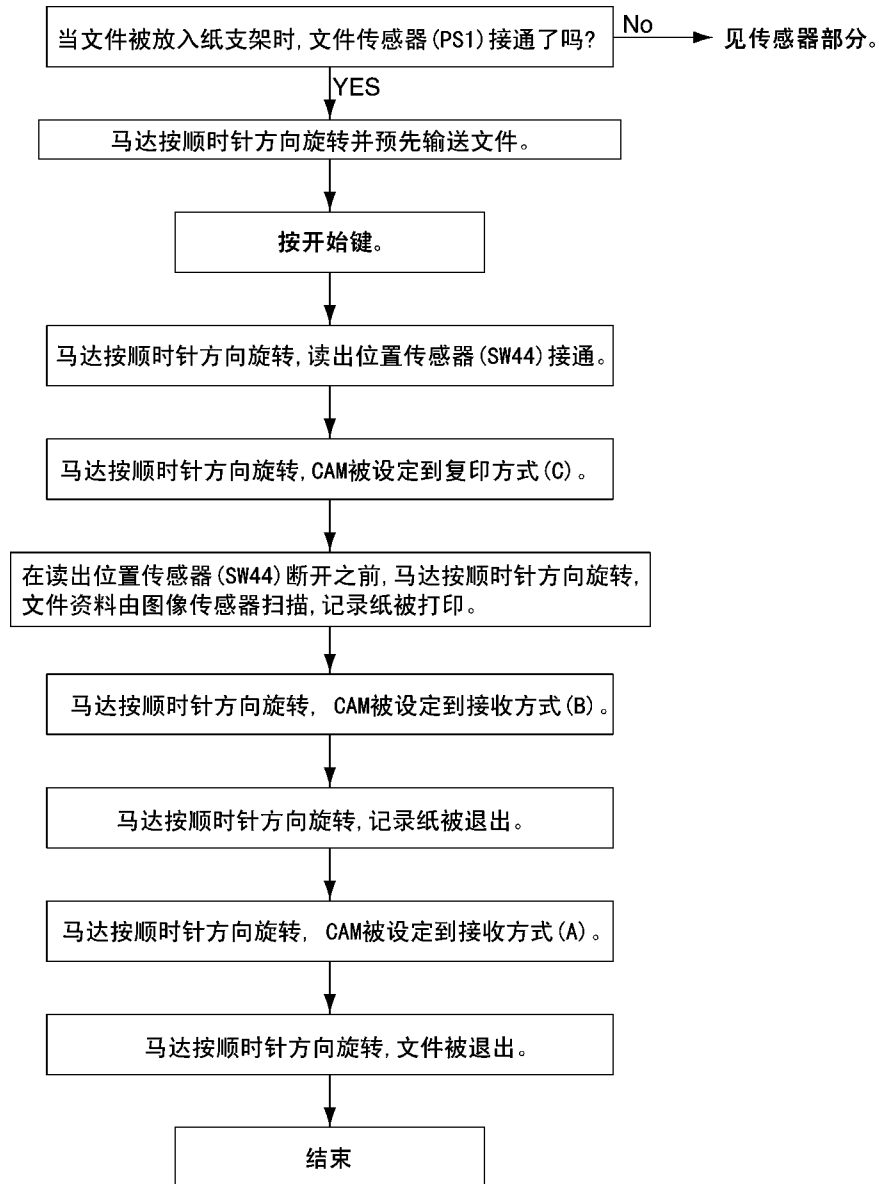 当文件被放入纸支架时,文件传感器(PS1)接通了吗?
No
见传感器部分。
YES
马达按顺时针方向旋转并预先输送文件。
按开始键。
马达按顺时针方向旋转,读出位置传感器(SW44)接通。
马达按顺时针方向旋转,CAM被设定到复印方式(C)。
在读出位置传感器(SW44)断开之前,马达按顺时针方向旋转,
文件资料由图像传感器扫描,记录纸被打印。
马达按顺时针方向旋转, CAM被设定到接收方式(B)。
马达按顺时针方向旋转,记录纸被退出。
马达按顺时针方向旋转, CAM被设定到接收方式(A)。
马达按顺时针方向旋转,文件被退出。
结束